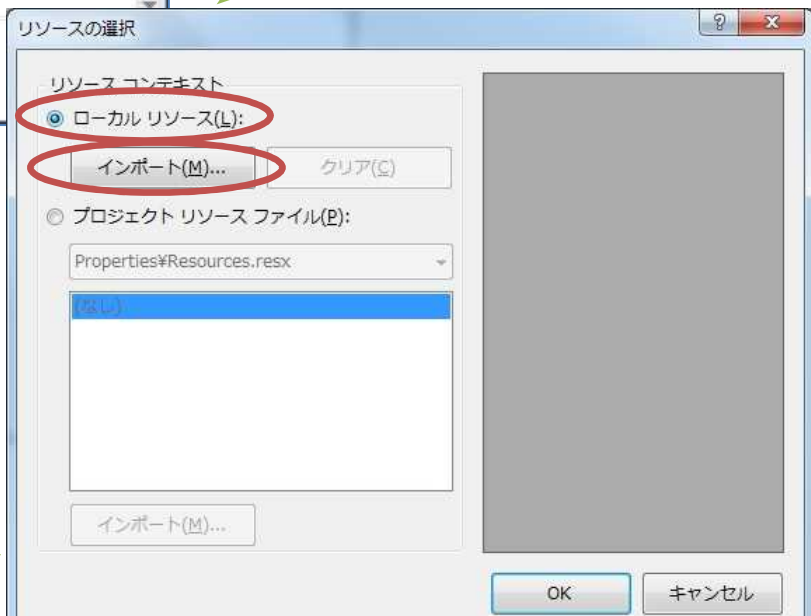 リソースの選択
リソース コンテキスト
ローカル リソース(L):
インポート(M)...
クリア(C)
プロジェクト リソース ファイル(P):
Properties¥Resources.resx
(なし)
インポート(M)...
OK
キャンセル